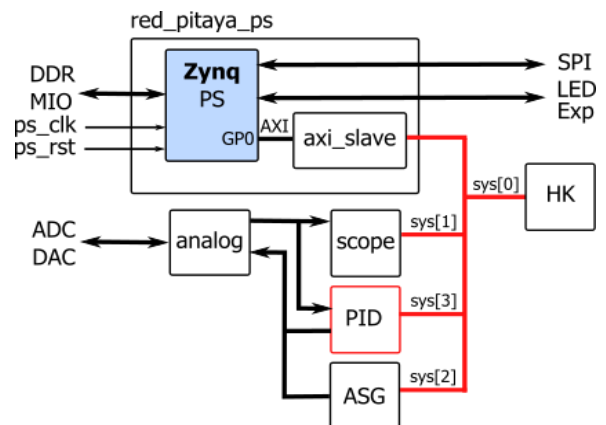 red_pitaya_ps
Zynq
PS
GP0
AXI
axi_slave
DDR
MIO
ps_clk
ps_rst
SPI
LED
Exp
sys[0]
HK
ADC
DAC
analog
scope
sys[1]
PID
sys[3]
ASG
sys[2]